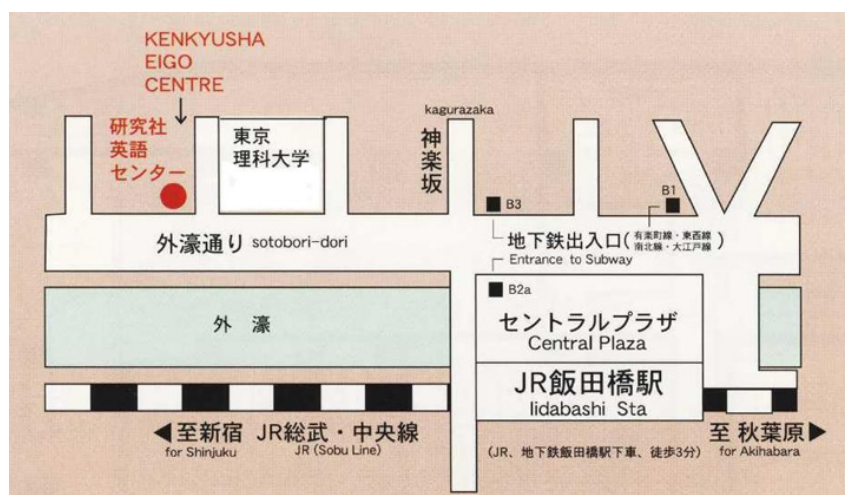 KENKYUSHA
EIGO
CENTRE
研究社
英語
センター
東京
理科大学
kagurazaka
神楽坂
B3
B1
地下鉄出入口(有楽町線・東西線
南北線・大江戸線)
Entrance to Subway
外濠通り sotobori-dori
B2a
外 濠
セントラルプラザ
Central Plaza
JR飯田橋駅
Iidabashi Sta
◀至新宿 JR総武・中央線
for Shinjuku JR (Sobu Line)
(JR、地下鉄飯田橋駅下車、徒歩3分)
至 秋葉原▶
for Akihabara